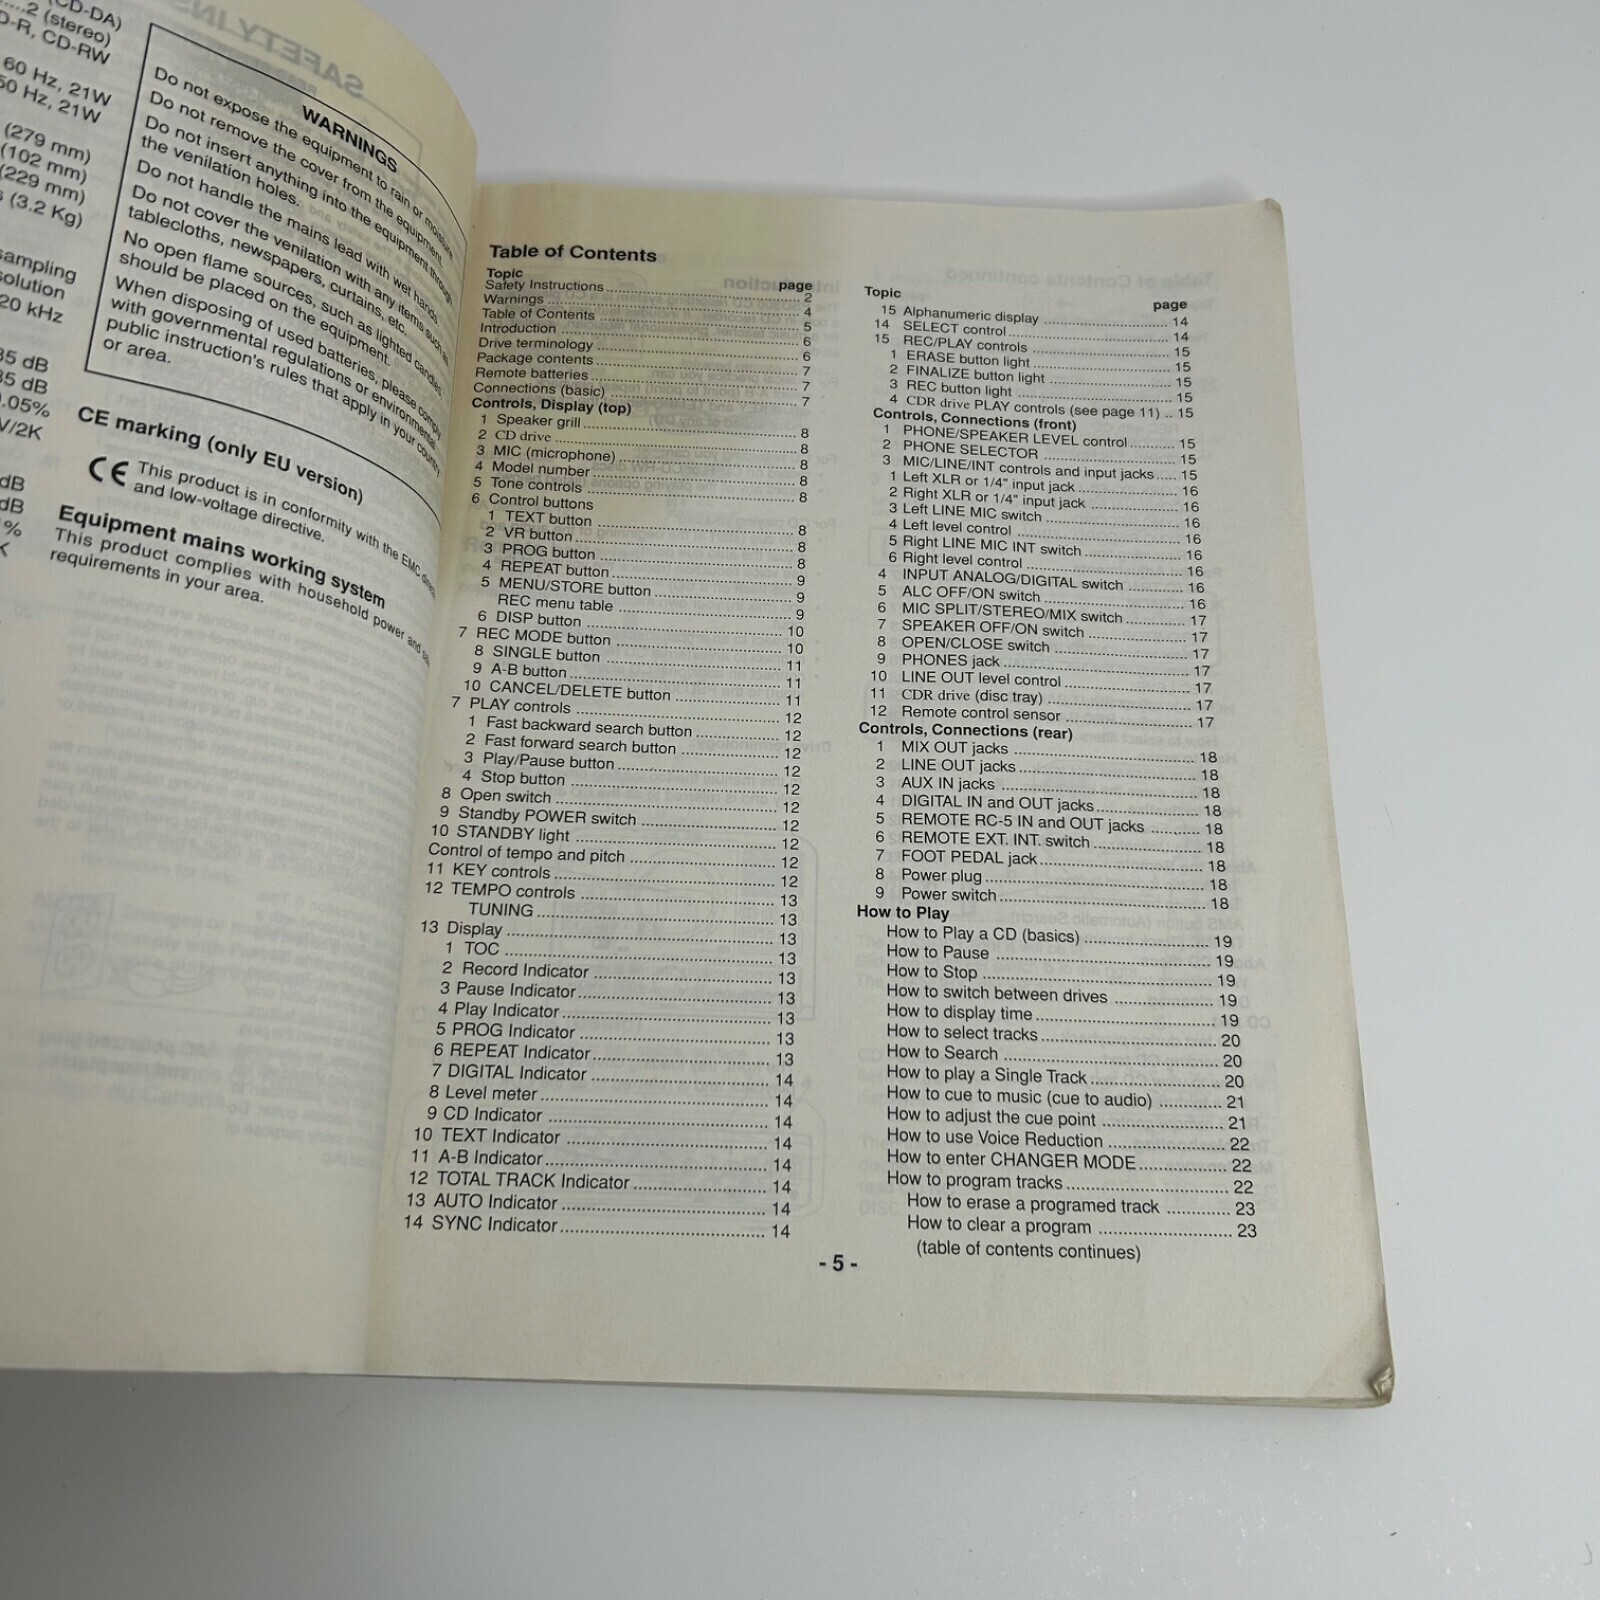 (CD-DA)
2 (stereo)
CD-RW
60 Hz, 21W
50 Hz, 21W
(279 mm)
(102 mm)
(229 mm)
(3.2 Kg)
sampling
20 kHz
dB
dB
WARNINGS
Do not expose the equipment to rain or moisture
Do not remove the cover from the equipment.
Do not insert anything into the equipment through
the venilation holes.
Do not handle the mains lead with wet hands.
Do not cover the venilation with any items such as
tablecloths, newspapers, curtains, etc.
No open flame sources, such as lighted candles
should be placed on the equipment.
When disposing of used batteries, please comply
with governmental regulations or environmental
public instruction's rules that apply in your country
or area.
CE marking (only EU version)
CE This product is in conformity with the EMC
and low-voltage directive.
Equipment mains working system
This product complies with household power and
requirements in your area.
Table of Contents
Topic page
Safety Instructions 2
Warnings 4
Table of Contents 5
Introduction 6
Drive terminology 6
Package contents 7
Remote batteries 7
Connections (basic) 7
Controls, Display (top)
1 Speaker grill 8
2 CD drive 8
3 MIC (microphone) 8
4 Model number 8
5 Tone controls 8
6 Control buttons
1 TEXT button 8
2 VR button 8
3 PROG button 8
4 REPEAT button 9
5 MENU/STORE button 9
REC menu table 9
6 DISP button 10
7 REC MODE button 10
8 SINGLE button 11
9 A-B button 11
10 CANCEL/DELETE button 11
7 PLAY controls 12
1 Fast backward search button 12
2 Fast forward search button 12
3 Play/Pause button 12
4 Stop button 12
8 Open switch 12
9 Standby POWER switch 12
10 STANDBY light 12
Control of tempo and pitch 12
11 KEY controls 12
12 TEMPO controls 13
TUNING 13
13 Display 13
1 TOC 13
2 Record Indicator 13
3 Pause Indicator 13
4 Play Indicator 13
5 PROG Indicator 13
6 REPEAT Indicator 13
7 DIGITAL Indicator 14
8 Level meter 14
9 CD Indicator 14
10 TEXT Indicator 14
11 A-B Indicator 14
12 TOTAL TRACK Indicator 14
13 AUTO Indicator 14
14 SYNC Indicator 14
Topic page
15 Alphanumeric display 14
14 SELECT control 14
15 REC/PLAY controls 15
1 ERASE button light 15
2 FINALIZE button light 15
3 REC button light 15
4 CDR drive PLAY controls (see page 11) .. 15
Controls, Connections (front)
1 PHONE/SPEAKER LEVEL control 15
2 PHONE SELECTOR 15
3 MIC/LINE/INT controls and input jacks 15
1 Left XLR or 1/4" input jack 16
2 Right XLR or 1/4" input jack 16
3 Left LINE MIC switch 16
4 Left level control 16
5 Right LINE MIC INT switch 16
6 Right level control 16
4 INPUT ANALOG/DIGITAL switch 16
5 ALC OFF/ON switch 16
6 MIC SPLIT/STEREO/MIX switch 17
7 SPEAKER OFF/ON switch 17
8 OPEN/CLOSE switch 17
9 PHONES jack 17
10 LINE OUT level control 17
11 CDR drive (disc tray) 17
12 Remote control sensor 17
Controls, Connections (rear)
1 MIX OUT jacks 18
2 LINE OUT jacks 18
3 AUX IN jacks 18
4 DIGITAL IN and OUT jacks 18
5 REMOTE RC-5 IN and OUT jacks 18
6 REMOTE EXT. INT. switch 18
7 FOOT PEDAL jack 18
8 Power plug 18
9 Power switch 18
How to Play
How to Play a CD (basics) 19
How to Pause 19
How to Stop 19
How to switch between drives 19
How to display time 19
How to select tracks 20
How to Search 20
How to play a Single Track 20
How to cue to music (cue to audio) 21
How to adjust the cue point 21
How to use Voice Reduction 22
How to enter CHANGER MODE 22
How to program tracks 22
How to erase a programed track 23
How to clear a program 23
(table of contents continues)
- 5 -